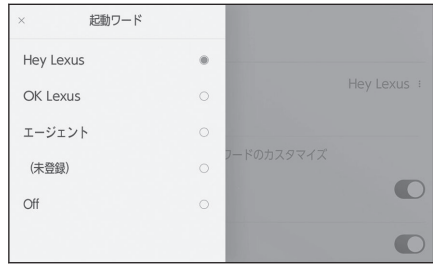 × 起動ワード
Hey Lexus
OK Lexus
エージェント
（未登録）
Off
Hey Lexus
ワードのカスタマイズ